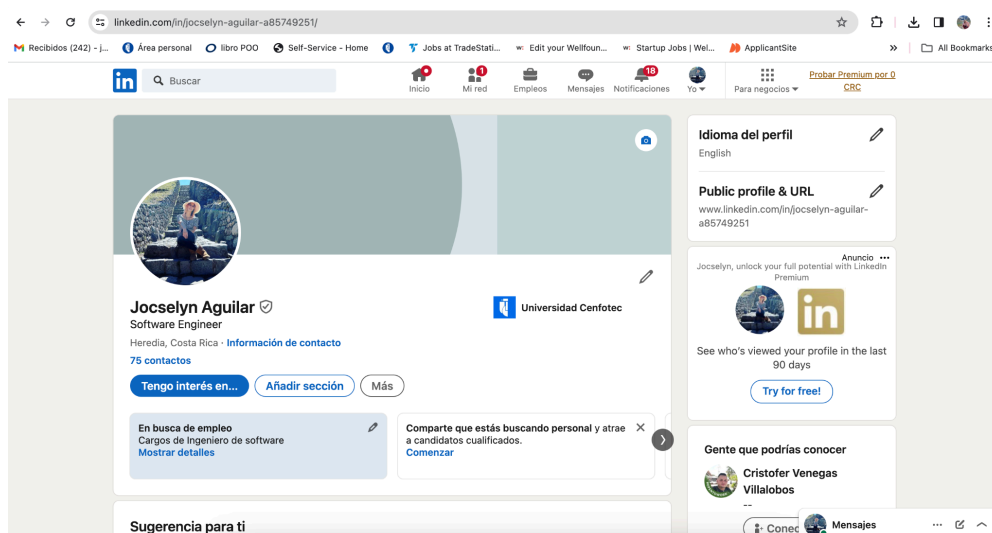 linkedin.com/in/jocselyn-aguilar-a85749251/
Recibidos (242) – j... Área personal libro POO Self-Service - Home Jobs at TradeStati... Edit your Wellfoun... Startup Jobs | Wel... ApplicantSite » All Bookmarks
in Buscar
Inicio
1
Mi red
Empleos
Mensajes
18
Notificaciones
Yo
Para negocios
Probar Premium por 0
CRC
Jocselyn Aguilar
Software Engineer
Heredia, Costa Rica · Información de contacto
75 contactos
Universidad Cenfotec
Tengo interés en... Añadir sección Más
En busca de empleo
Cargos de Ingeniero de software
Mostrar detalles
Comparte que estás buscando personal y atrae
a candidatos cualificados.
Comenzar
Sugerencia para ti
Idioma del perfil
English
Public profile & URL
www.linkedin.com/in/jocselyn-aguilar-
a85749251
Anuncio •••
Jocselyn, unlock your full potential with LinkedIn
Premium
in
See who's viewed your profile in the last
90 days
Try for free!
Gente que podrías conocer
Cristofer Venegas
Villalobos
--
Conec
Mensajes